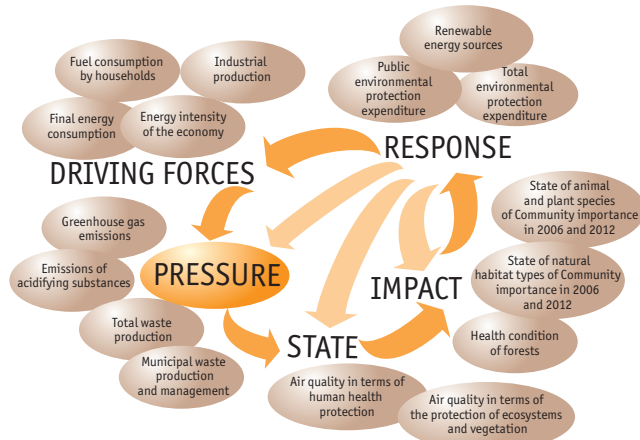 Renewable
energy sources
Fuel consumption
by households
Industrial
production
Public
environmental
protection
expenditure
Total
environmental
protection
expenditure
Final energy
consumption
Energy intensity
of the economy
RESPONSE
DRIVING FORCES
State of animal
and plant species
of Community importance
in 2006 and 2012
Greenhouse gas
emissions
Emissions of
acidifying substances
PRESSURE
IMPACT
State of natural
habitat types of Community
importance in 2006
and 2012
Total waste
production
STATE
Health condition
of forests
Municipal waste
production
and management
Air quality in terms of
human health
protection
Air quality in terms of
the protection of ecosystems
and vegetation